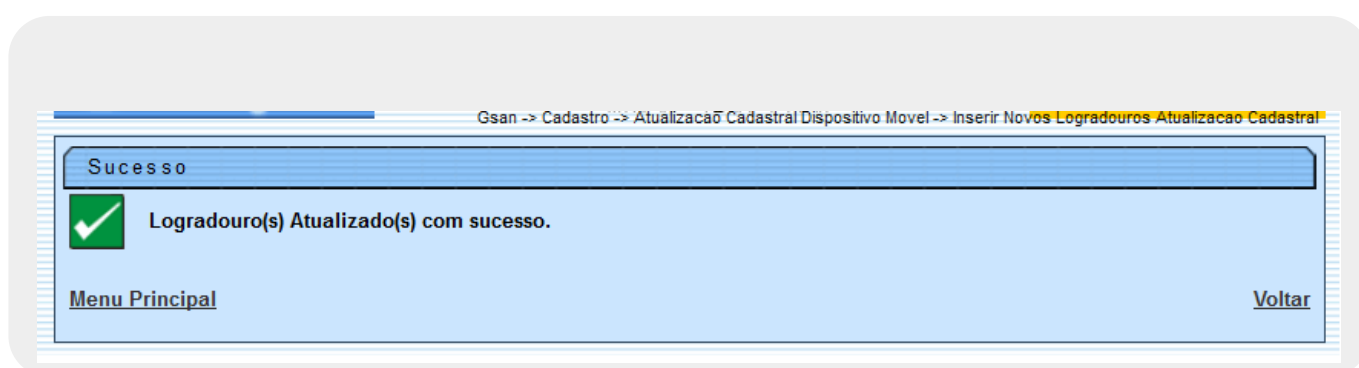 Gsan -> Cadastro -> Atualizacao Cadastral Dispositivo Movel -> Inserir Novos Logradouros Atualizacao Cadastral
Sucesso
Logradouro(s) Atualizado(s) com sucesso.
Menu Principal
Voltar